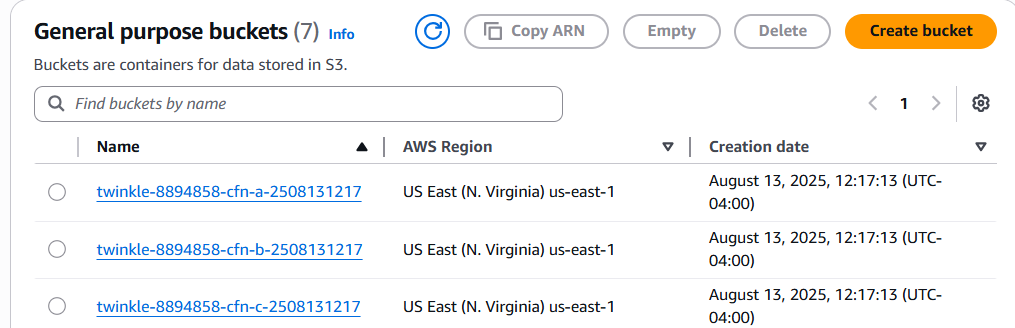 General purpose buckets (7) Info
Copy ARN
Empty
Delete
Create bucket
Buckets are containers for data stored in S3.
Find buckets by name
1
Name
AWS Region
Creation date
twinkle-8894858-cfn-a-2508131217
US East (N. Virginia) us-east-1
August 13, 2025, 12:17:13 (UTC-
04:00)
twinkle-8894858-cfn-b-2508131217
US East (N. Virginia) us-east-1
August 13, 2025, 12:17:13 (UTC-
04:00)
twinkle-8894858-cfn-c-2508131217
US East (N. Virginia) us-east-1
August 13, 2025, 12:17:13 (UTC-
04:00)